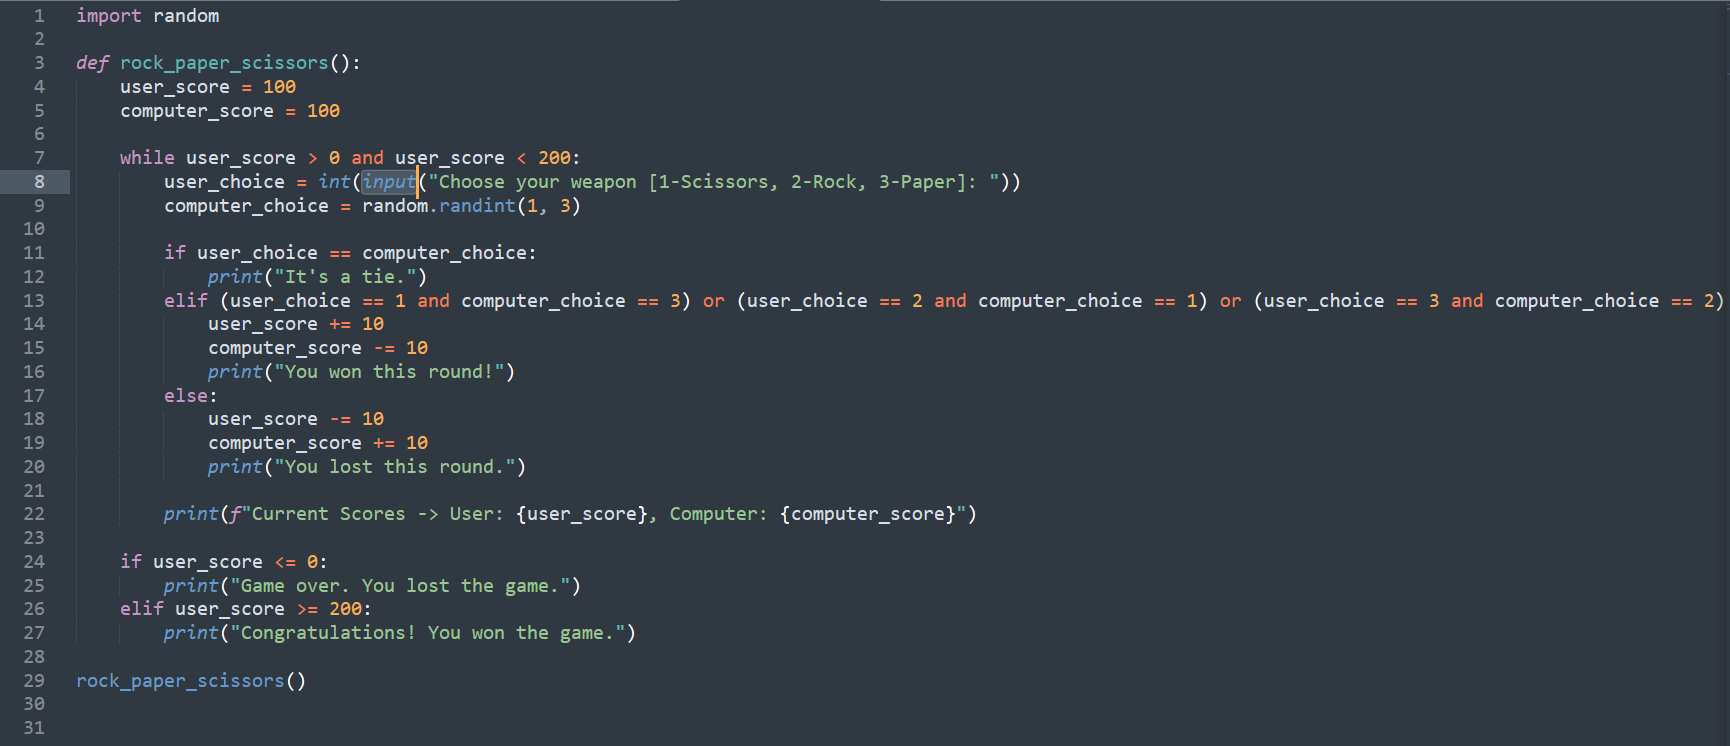 1 import random
2
3 def rock_paper_scissors():
4     user_score = 100
5     computer_score = 100
6
7     while user_score > 0 and user_score < 200:
8         user_choice = int(input("Choose your weapon [1-Scissors, 2-Rock, 3-Paper]: "))
9         computer_choice = random.randint(1, 3)
10
11         if user_choice == computer_choice:
12             print("It's a tie.")
13         elif (user_choice == 1 and computer_choice == 3) or (user_choice == 2 and computer_choice == 1) or (user_choice == 3 and computer_choice == 2)
14             user_score += 10
15             computer_score -= 10
16             print("You won this round!")
17         else:
18             user_score -= 10
19             computer_score += 10
20             print("You lost this round.")
21
22         print(f"Current Scores -> User: {user_score}, Computer: {computer_score}")
23
24     if user_score <= 0:
25         print("Game over. You lost the game.")
26     elif user_score >= 200:
27         print("Congratulations! You won the game.")
28
29 rock_paper_scissors()
30
31